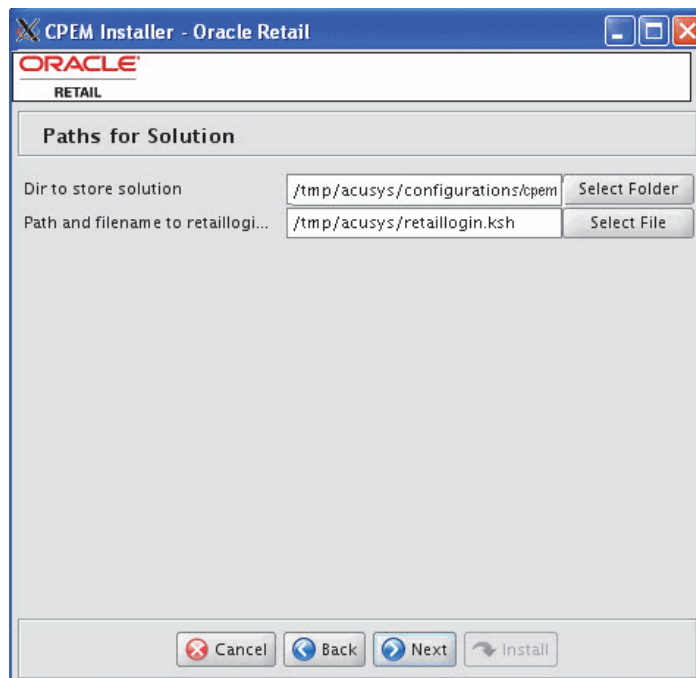 CPEM Installer - Oracle Retail
ORACLE
RETAIL
Paths for Solution
Dir to store solution /tmp/acusys/configurations/cpem Select Folder
Path and filename to retaillogi... /tmp/acusys/retaillogin.ksh Select File
Cancel Back Next Install